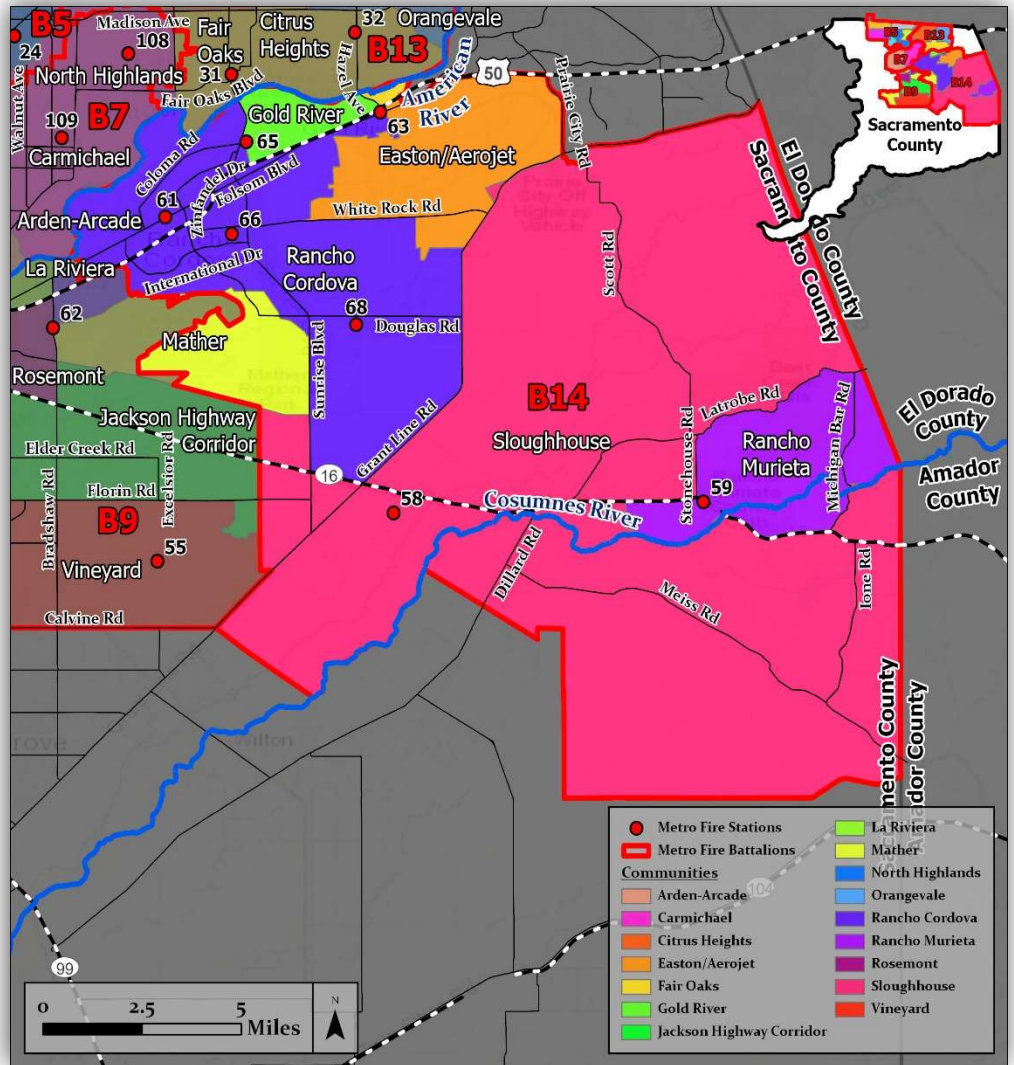 B5
Madison Ave
24
108
North Highlands
Fair
Oaks
31
Citrus
Heights
32
Orangevale
B13
Hazel Ave
American
River
50
Prairie City Rd
Walnut Ave
B7
Fair Oaks Blvd
Gold River
109
Carmichael
65
63
Easton/Aerojet
Coloma Rd
Zinfandel Dr
Folsom Blvd
61
Arden-Arcade
66
White Rock Rd
La Riviera
International Dr
Rancho
Cordova
62
68
Douglas Rd
Mather
Rosemont
Sunrise Blvd
Scott Rd
B14
Sloughhouse
Jackson Highway
Corridor
Elder Creek Rd
Grant Line Rd
16
Latrobe Rd
Rancho
Murieta
Michigan Bar Rd
Stonehouse Rd
Florin Rd
Bradshaw Rd
Excelsior Rd
B9
55
Vineyard
58
Cosumnes River
59
Dillard Rd
Meiss Rd
Ione Rd
Calvine Rd
Wilton
El Dorado County
Sacramento County
El Dorado
County
Amador
County
Sacramento County
Amador County
B5
B13
B7
B14
B9
Sacramento
County
99
104
0 2.5 5
Miles
N
Metro Fire Stations
Metro Fire Battalions
Communities
Arden-Arcade
Carmichael
Citrus Heights
Easton/Aerojet
Fair Oaks
Gold River
Jackson Highway Corridor
La Riviera
Mather
North Highlands
Orangevale
Rancho Cordova
Rancho Murieta
Rosemont
Sloughhouse
Vineyard